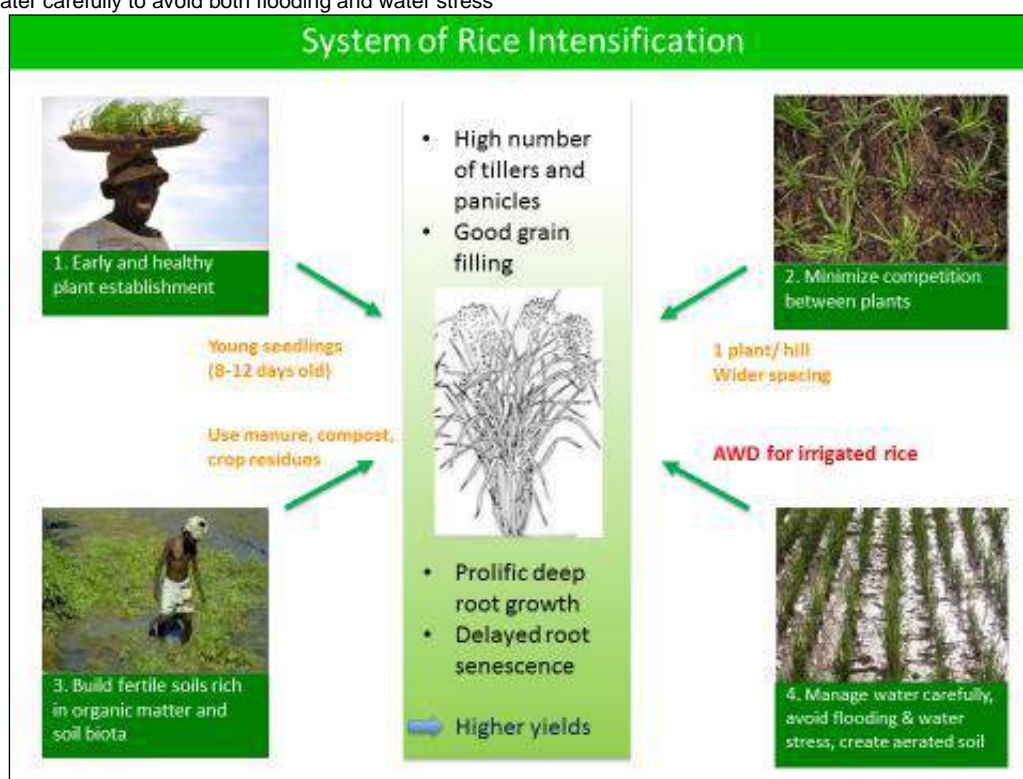 ater carefully to avoid both flooding and water stress
System of Rice Intensification
1. Early and healthy
plant establishment
• High number
of tillers and
panicles
• Good grain
filling
2. Minimize competition
between plants
Young seedlings
(8-12 days old)
1 plant/ hill
Wider spacing
Use manure, compost,
crop residues
AWD for irrigated rice
3. Build fertile soils rich
in organic matter and
soil biota
• Prolific deep
root growth
• Delayed root
senescence
Higher yields
4. Manage water carefully,
avoid flooding & water
stress, create aerated soil